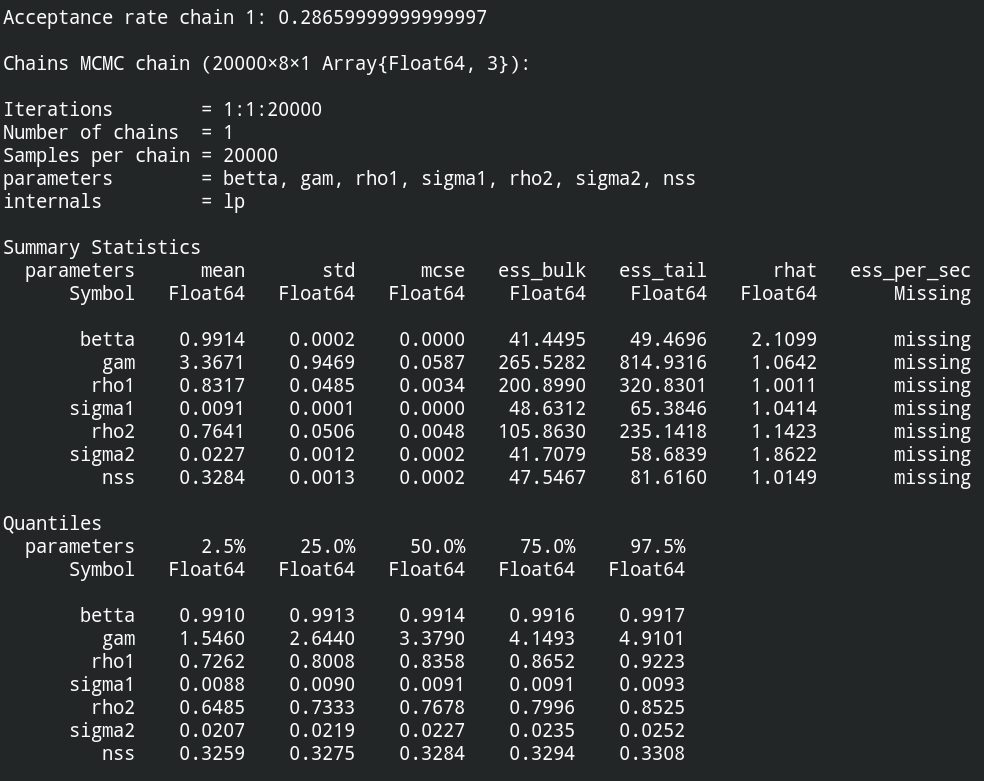 Acceptance rate chain 1: 0.28659999999999997
Chains MCMC chain (20000×8×1 Array{Float64, 3}):
Iterations        = 1:1:20000
Number of chains  = 1
Samples per chain = 20000
parameters        = betta, gam, rho1, sigma1, rho2, sigma2, nss
internals         = lp
Summary Statistics
parameters      mean       std      mcse   ess_bulk   ess_tail      rhat   ess_per_sec
Symbol   Float64   Float64   Float64    Float64    Float64   Float64       Missing
betta    0.9914    0.0002    0.0000    41.4495    49.4696    2.1099       missing
gam    3.3671    0.9469    0.0587   265.5282   814.9316    1.0642       missing
rho1    0.8317    0.0485    0.0034   200.8990   320.8301    1.0011       missing
sigma1    0.0091    0.0001    0.0000    48.6312    65.3846    1.0414       missing
rho2    0.7641    0.0506    0.0048   105.8630   235.1418    1.1423       missing
sigma2    0.0227    0.0012    0.0002    41.7079    58.6839    1.8622       missing
nss    0.3284    0.0013    0.0002    47.5467    81.6160    1.0149       missing
Quantiles
parameters      2.5%     25.0%     50.0%     75.0%     97.5%
Symbol   Float64   Float64   Float64   Float64   Float64
betta    0.9910    0.9913    0.9914    0.9916    0.9917
gam    1.5460    2.6440    3.3790    4.1493    4.9101
rho1    0.7262    0.8008    0.8358    0.8652    0.9223
sigma1    0.0088    0.0090    0.0091    0.0091    0.0093
rho2    0.6485    0.7333    0.7678    0.7996    0.8525
sigma2    0.0207    0.0219    0.0227    0.0235    0.0252
nss    0.3259    0.3275    0.3284    0.3294    0.3308